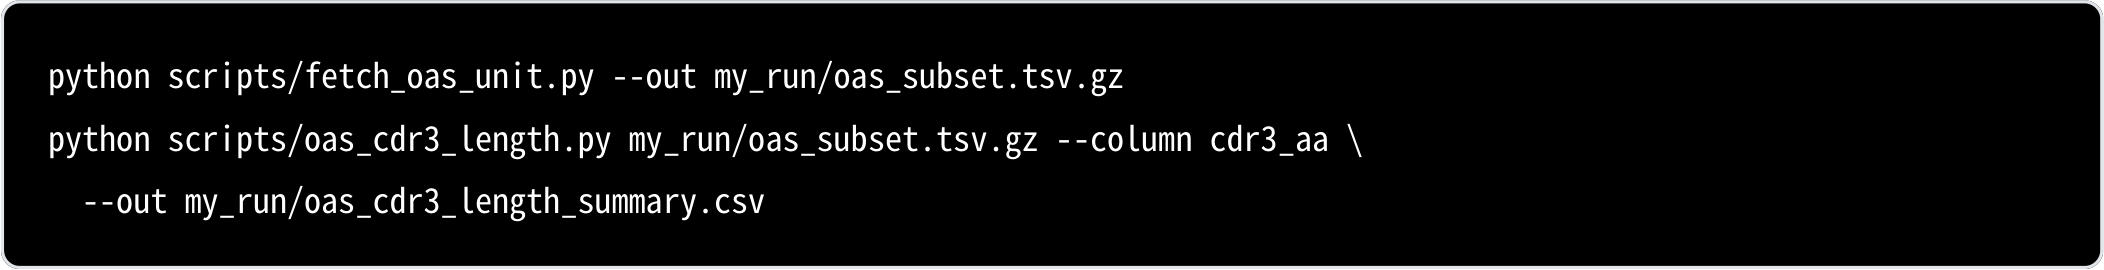 python scripts/fetch_oas_unit.py --out my_run/oas_subset.tsv.gz
python scripts/oas_cdr3_length.py my_run/oas_subset.tsv.gz --column cdr3_aa \
  --out my_run/oas_cdr3_length_summary.csv